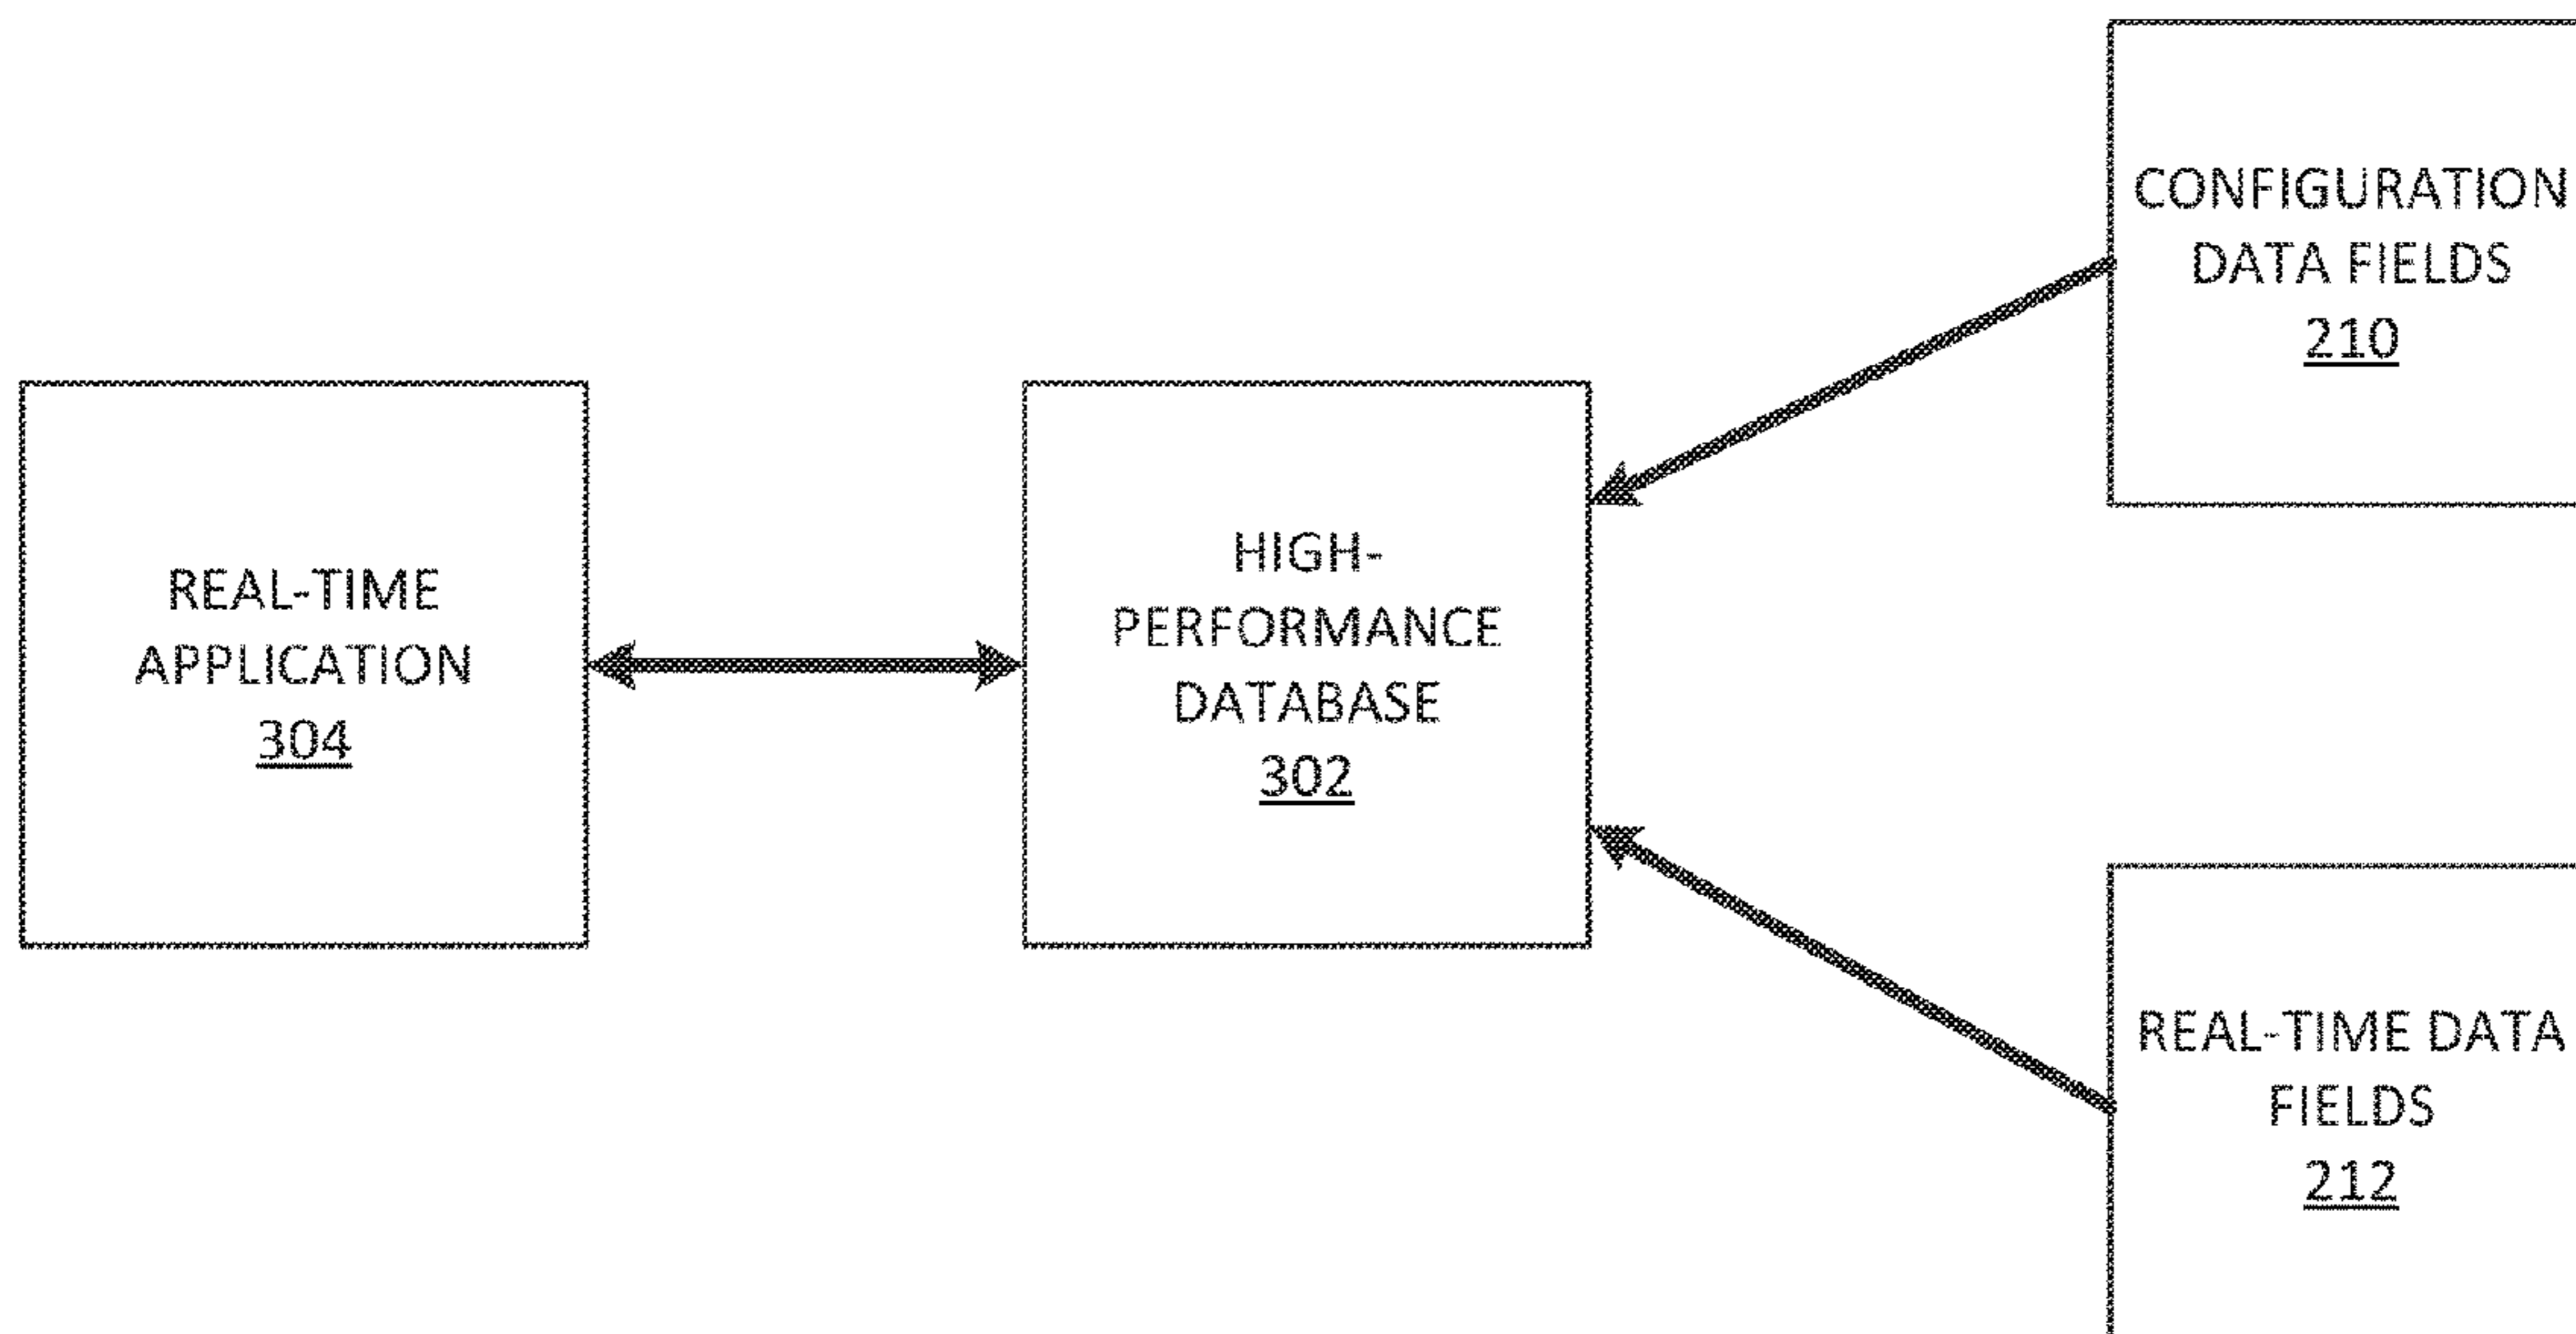 CONFIGURATION
DATA FIELDS
210
REAL-TIME
APPLICATION
304
HIGH-
PERFORMANCE
DATABASE
302
REAL-TIME DATA
FIELDS
212